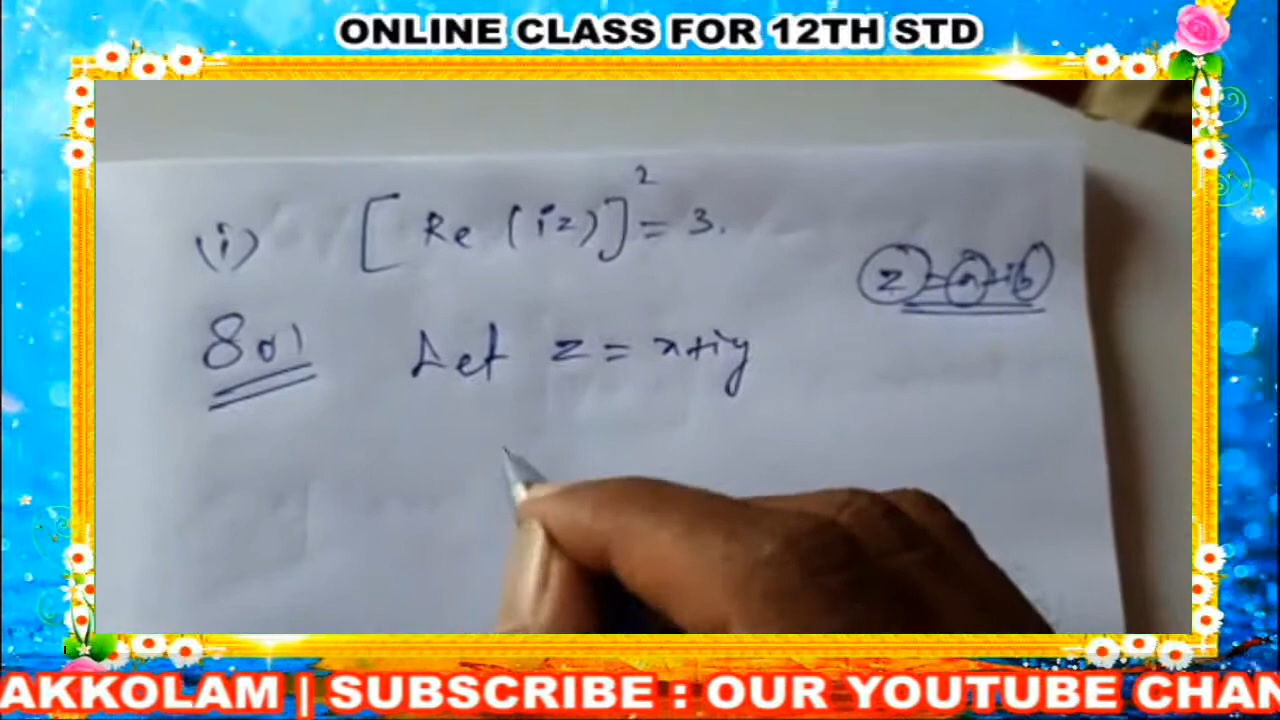 ONLINE CLASS FOR 12TH STD
(i) [Re (iz)]² = 3.
z = a+ib
Sol Let z = x+iy
AKKOLAM | SUBSCRIBE : OUR YOUTUBE CHAN